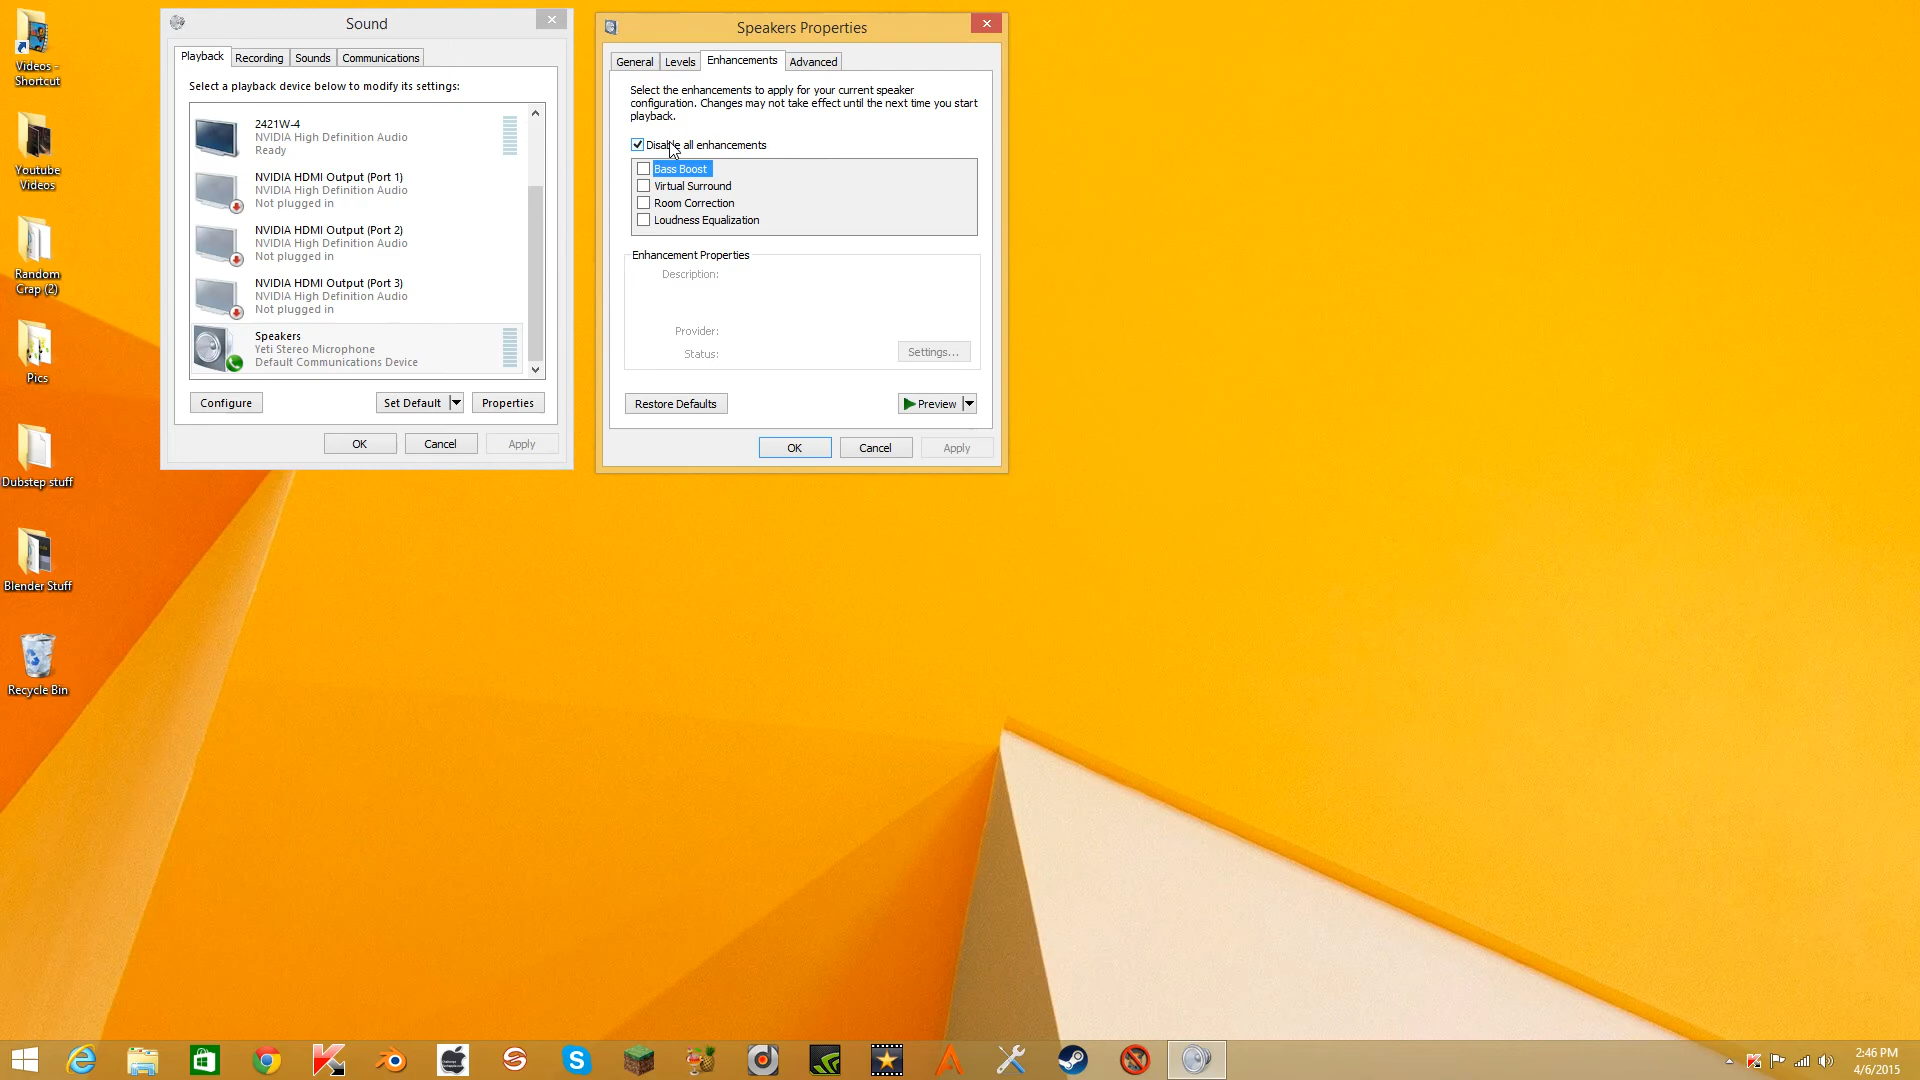 Videos -
Shortcut
Youtube
Videos
Random
Crap (2)
Pics
Dubstep stuff
Blender Stuff
Recycle Bin
Sound
Playback
Recording
Sounds
Communications
Select a playback device below to modify its settings:
2421W-4
NVIDIA High Definition Audio
Ready
NVIDIA HDMI Output (Port 1)
NVIDIA High Definition Audio
Not plugged in
NVIDIA HDMI Output (Port 2)
NVIDIA High Definition Audio
Not plugged in
NVIDIA HDMI Output (Port 3)
NVIDIA High Definition Audio
Not plugged in
Speakers
Yeti Stereo Microphone
Default Communications Device
Configure
Set Default
Properties
OK
Cancel
Apply
Speakers Properties
General
Levels
Enhancements
Advanced
Select the enhancements to apply for your current speaker
configuration. Changes may not take effect until the next time you start
playback.
Disable all enhancements
Bass Boost
Virtual Surround
Room Correction
Loudness Equalization
Enhancement Properties
Description:
Provider:
Status:
Settings...
Restore Defaults
Preview
OK
Cancel
Apply
2:46 PM
4/6/2015